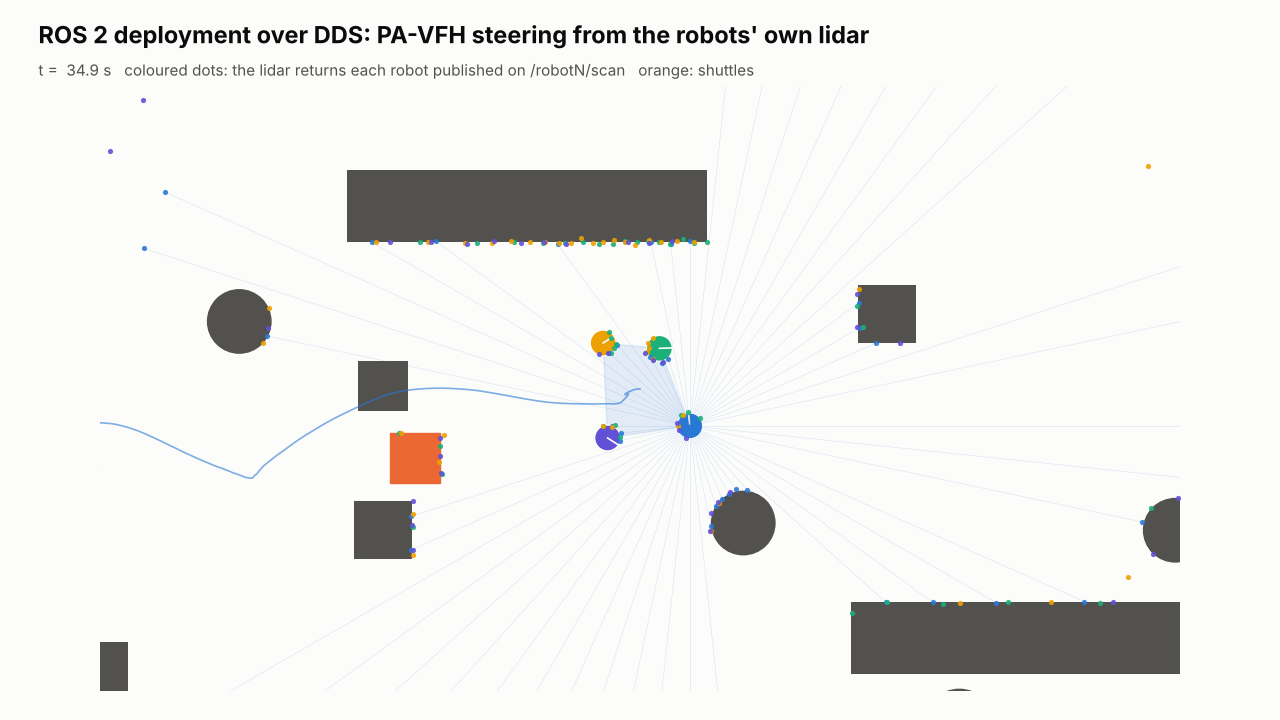 ROS 2 deployment over DDS: PA-VFH steering from the robots' own lidar
t =  34.9 s   coloured dots: the lidar returns each robot published on /robotN/scan   orange: shuttles